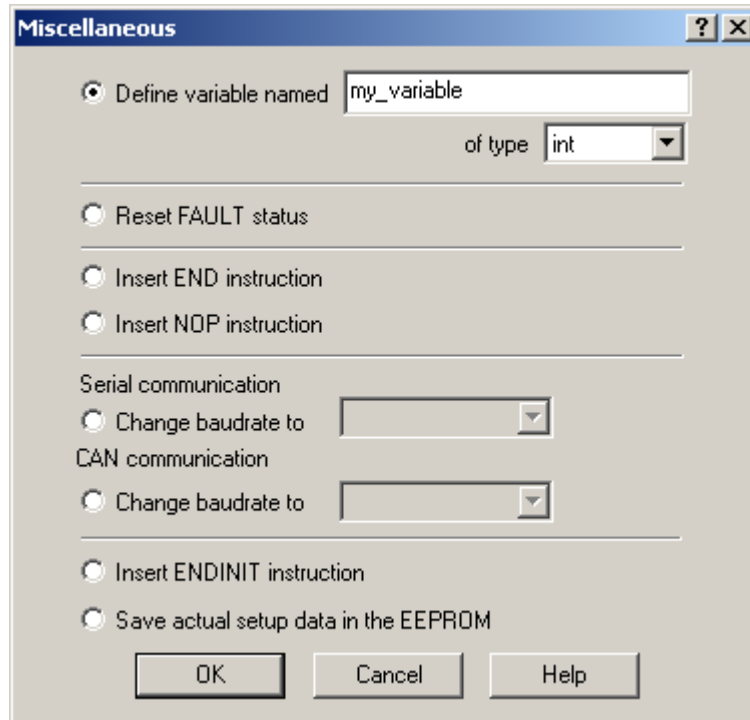 Miscellaneous
Define variable named my_variable
of type int
Reset FAULT status
Insert END instruction
Insert NOP instruction
Serial communication
Change baudrate to
CAN communication
Change baudrate to
Insert ENDINIT instruction
Save actual setup data in the EEPROM
OK Cancel Help